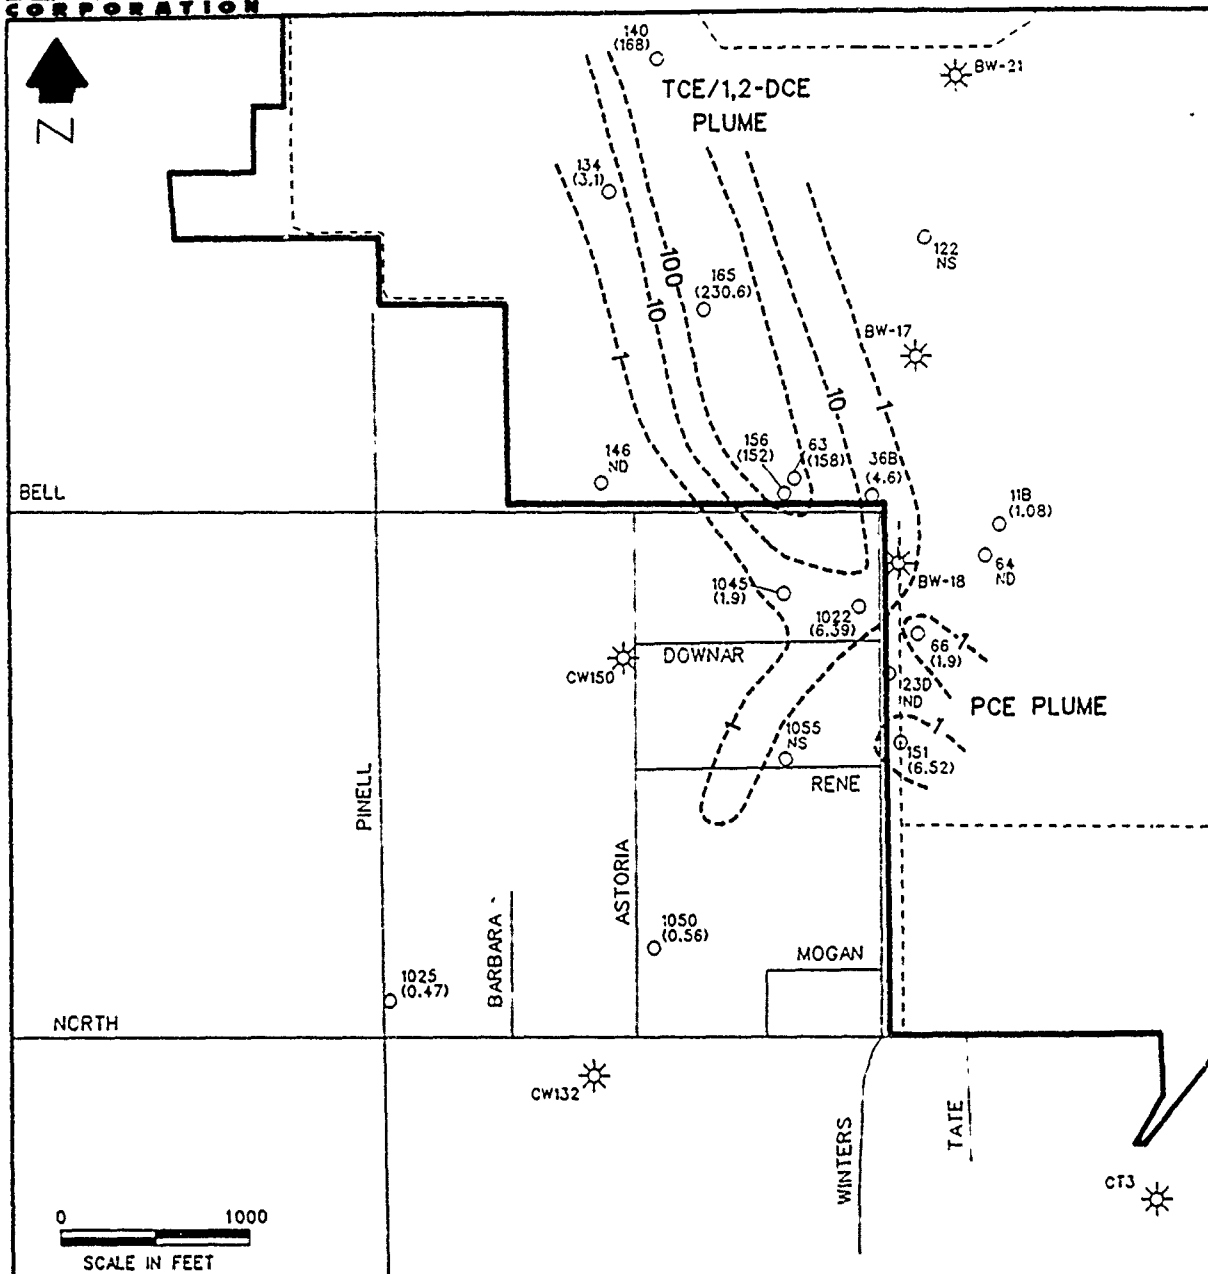 CORPORATION
140
(168)
BW-21
TCE/1,2-DCE
PLUME
Z
134
(3.1)
122
NS
100
165
(230.6)
10
BW-17
1
10
1
156
(152)
63
(158)
36B
(4.6)
146
ND
BELL
11B
(1.08)
64
ND
BW-18
1045
(1.9)
1022
(6.39)
66
(1.9)
1
DOWNAR
CW150
23D
ND
PCE PLUME
1
1
1055
NS
151
(6.52)
RENE
PINELL
ASTORIA
BARBARA
1050
(0.56)
MOGAN
1025
(0.47)
NORTH
CW132
TATE
WINTERS
CT3
0 1000
SCALE IN FEET